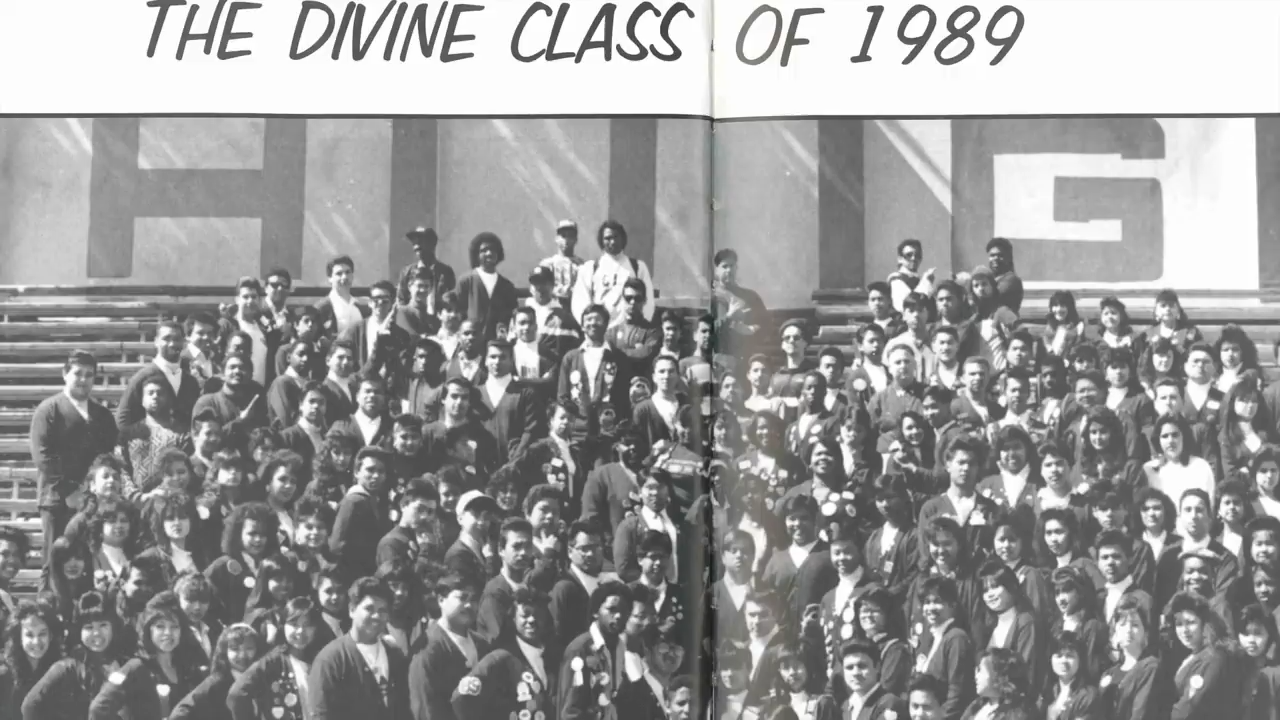 THE DIVINE CLASS OF 1989
H I G